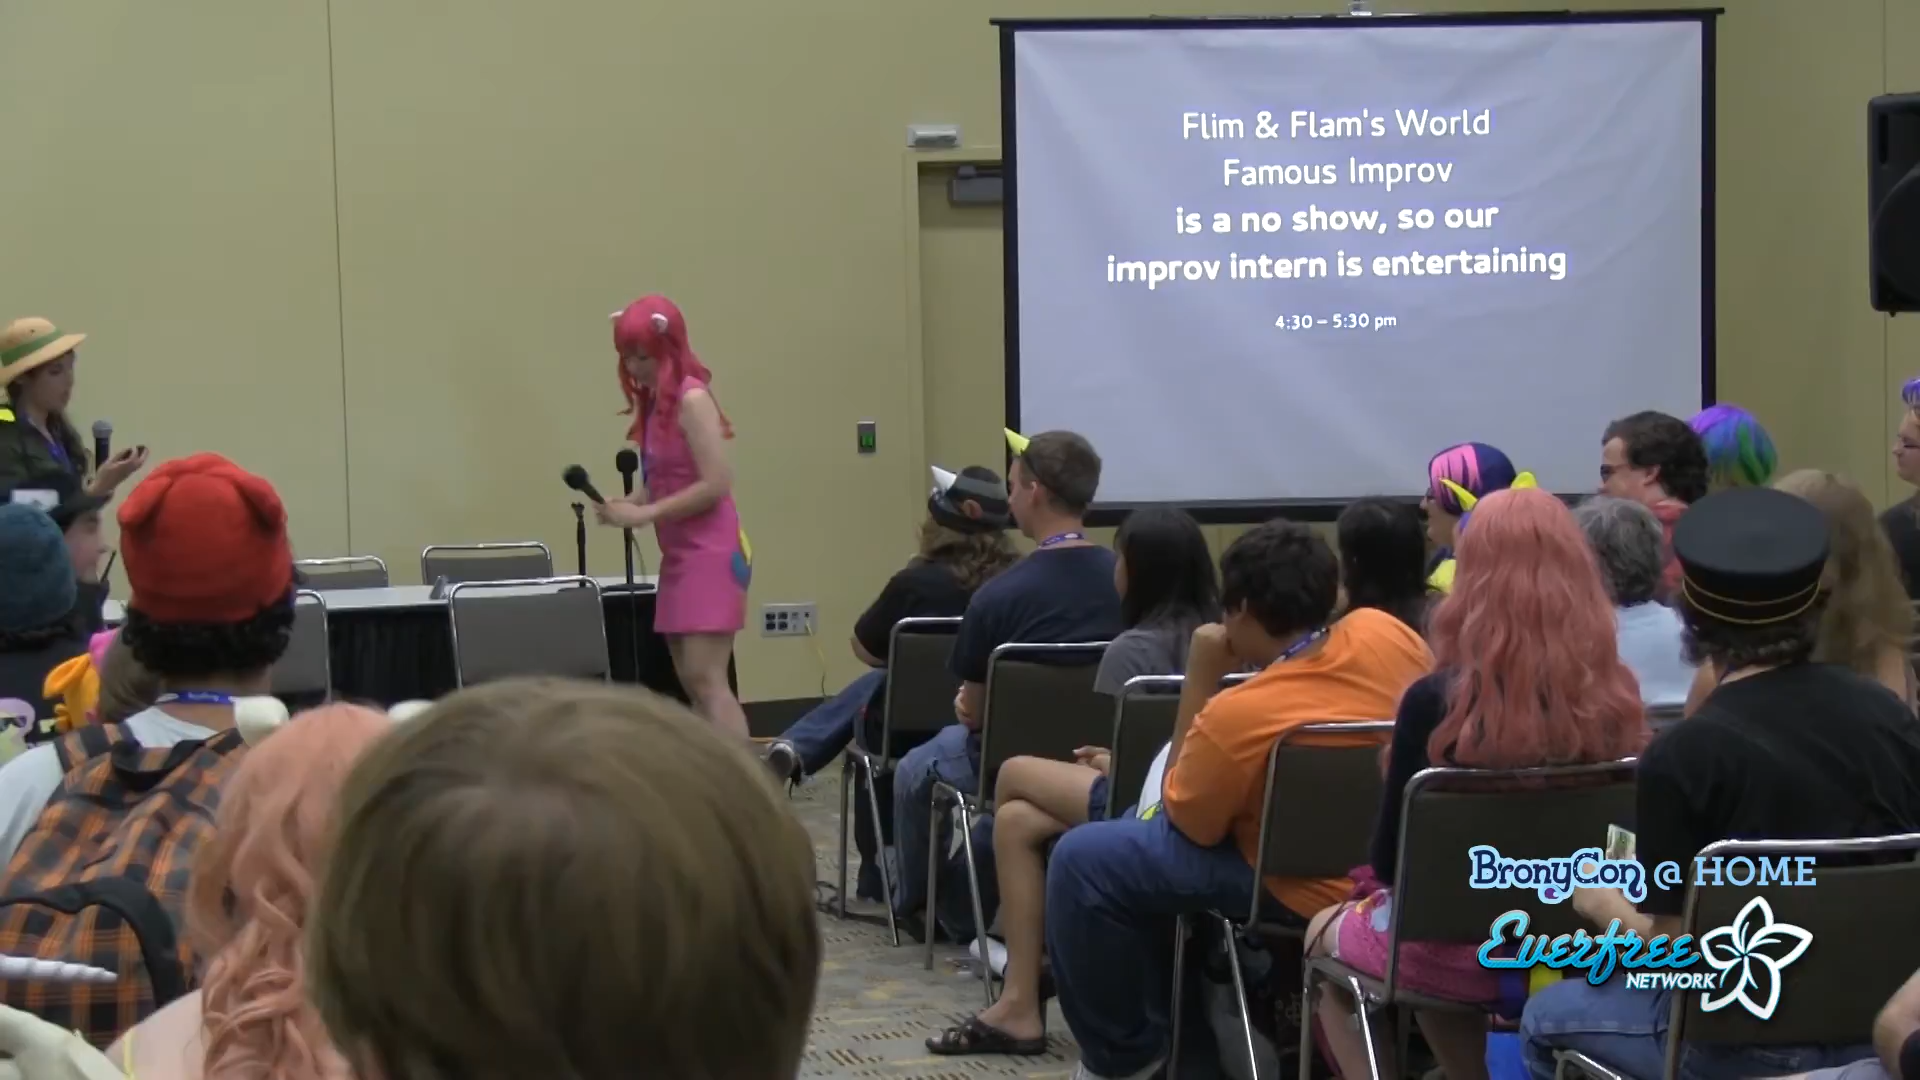 Flim & Flam's World
Famous Improv
is a no show, so our
improv intern is entertaining
4:30 – 5:30 pm
BronyCon @ HOME
Everfree
NETWORK